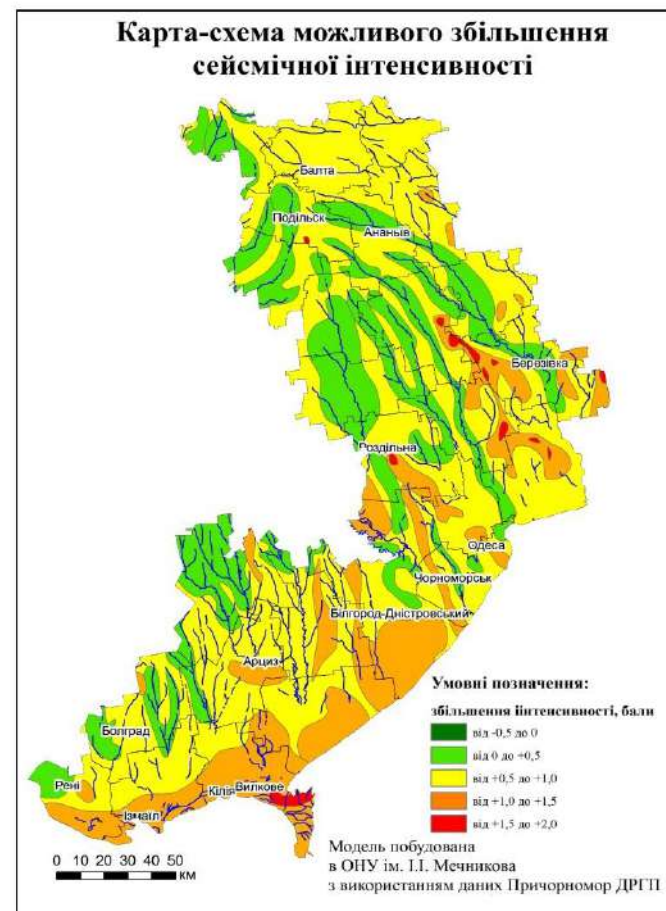 Карта-схема можливого збільшення
сейсмічної інтенсивності
Балта
Подільск
Ананьїв
Березівка
Роздільна
Одеса
Чорноморськ
Білгород-Дністровський
Арциз
Болград
Рені
Ізмаїл
Кілія
Вилкове
Умовні позначення:
збільшення іінтенсивності, бали
від -0,5 до 0
від 0 до +0,5
від +0,5 до +1,0
від +1,0 до +1,5
від +1,5 до +2,0
0 10 20 30 40 50
км
Модель побудована
в ОНУ ім. І.І. Мечникова
з використанням даних Причорномор ДРГП